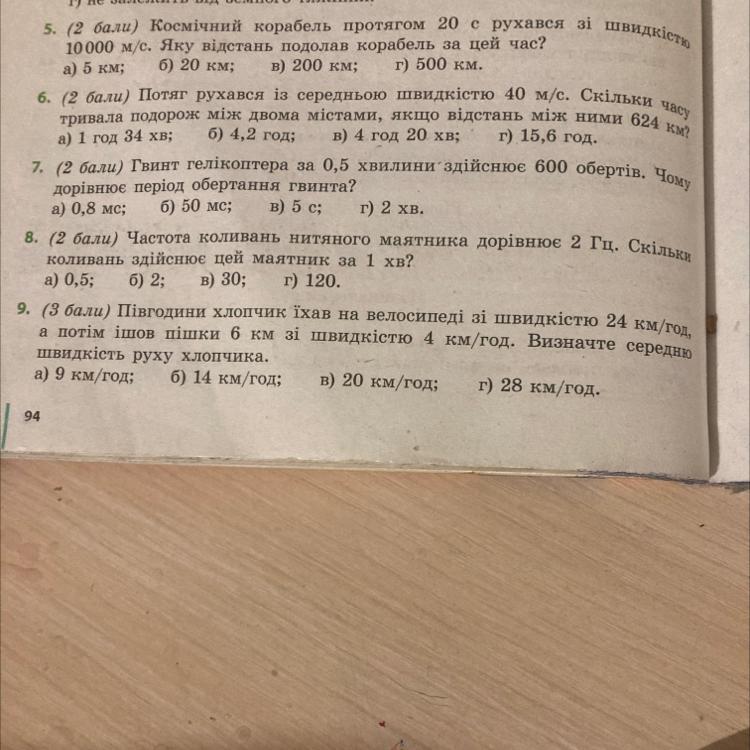 г) не залежить від земного тяжіння.
5. (2 бали) Космічний корабель протягом 20 с рухався зі швидкістю
10 000 м/с. Яку відстань подолав корабель за цей час?
а) 5 км; б) 20 км; в) 200 км; г) 500 км.
6. (2 бали) Потяг рухався із середньою швидкістю 40 м/с. Скільки часу
тривала подорож між двома містами, якщо відстань між ними 624 км?
а) 1 год 34 хв; б) 4,2 год; в) 4 год 20 хв; г) 15,6 год.
7. (2 бали) Гвинт гелікоптера за 0,5 хвилини здійснює 600 обертів. Чому
дорівнює період обертання гвинта?
а) 0,8 мс; б) 50 мс; в) 5 с; г) 2 хв.
8. (2 бали) Частота коливань нитяного маятника дорівнює 2 Гц. Скільки
коливань здійснює цей маятник за 1 хв?
а) 0,5; б) 2; в) 30; г) 120.
9. (3 бали) Півгодини хлопчик їхав на велосипеді зі швидкістю 24 км/год,
а потім ішов пішки 6 км зі швидкістю 4 км/год. Визначте середню
швидкість руху хлопчика.
а) 9 км/год; б) 14 км/год; в) 20 км/год; г) 28 км/год.
94